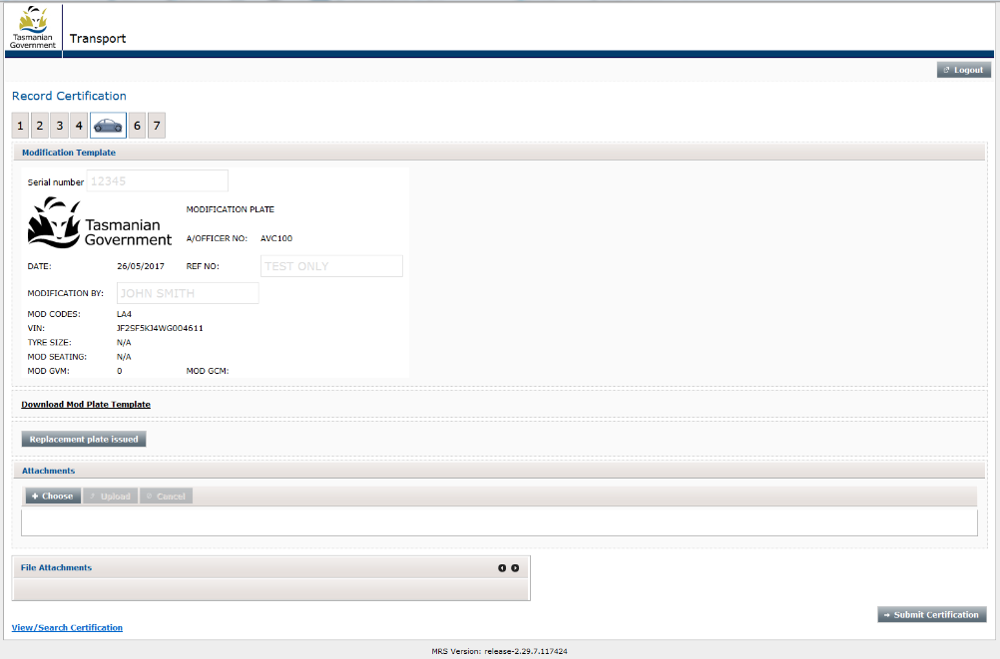 Tasmanian
Government
Transport
Logout
Record Certification
1 2 3 4 6 7
Modification Template
Serial number 12345
Tasmanian
Government
MODIFICATION PLATE
A/OFFICER NO: AVC100
DATE: 26/05/2017 REF NO: TEST ONLY
MODIFICATION BY: JOHN SMITH
MOD CODES: LA4
VIN: JF2SF5KJ4WG004611
TYRE SIZE: N/A
MOD SEATING: N/A
MOD GVM: 0 MOD GCM:
Download Mod Plate Template
Replacement plate issued
Attachments
Choose Upload Cancel
File Attachments
Submit Certification
View/Search Certification
MRS Version: release-2.29.7.117424